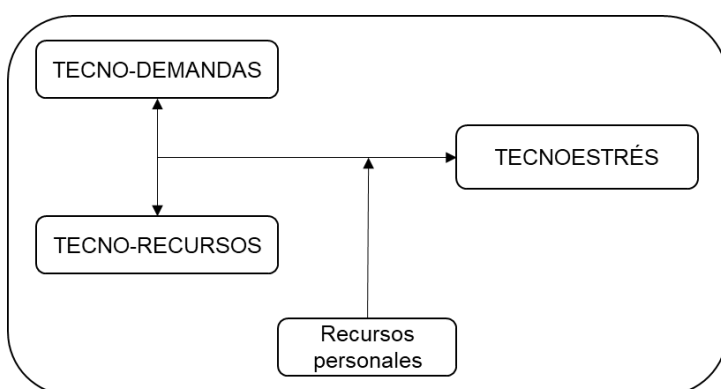 TECNO-DEMANDAS
TECNOESTRÉS
TECNO-RECURSOS
Recursos
personales